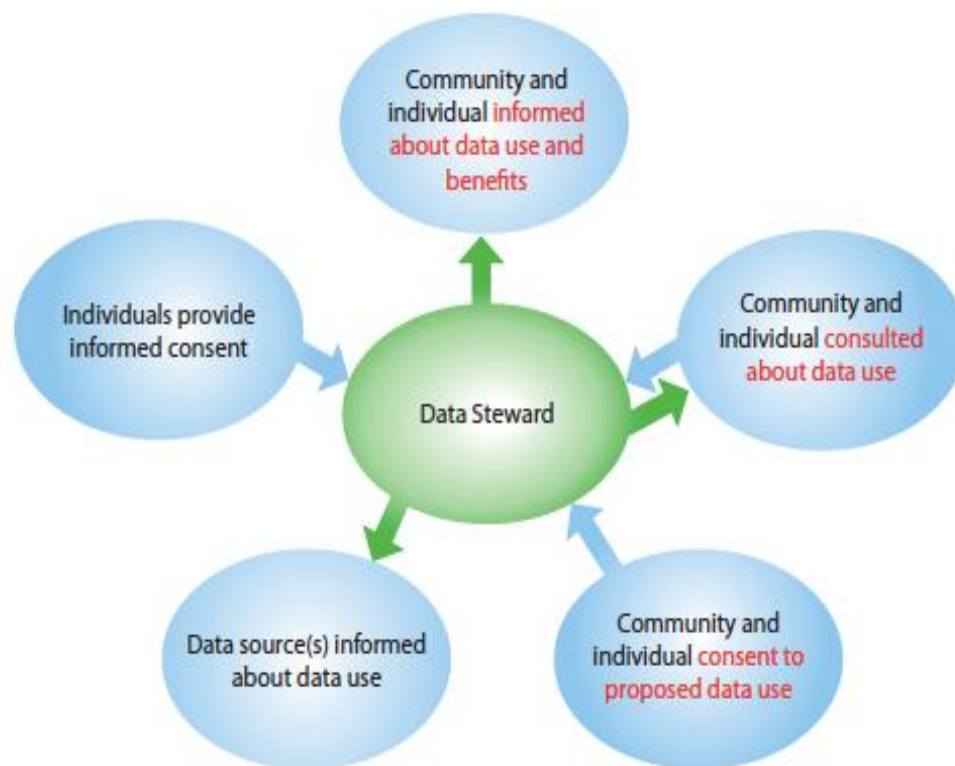 Community and
individual informed
about data use and
benefits
Individuals provide
informed consent
Community and
individual consulted
about data use
Data Steward
Data source(s) informed
about data use
Community and
individual consent to
proposed data use